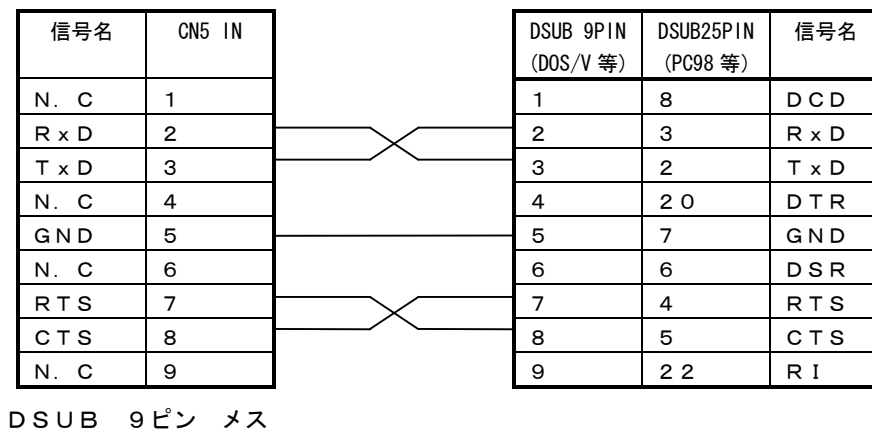 信号名 CN5 IN DSUB 9PIN DSUB25PIN 信号名
(DOS/V 等) (PC98 等)
N. C 1 1 8 DCD
RxD 2 2 3 RxD
TxD 3 3 2 TxD
N. C 4 4 20 DTR
GND 5 5 7 GND
N. C 6 6 6 DSR
RTS 7 7 4 RTS
CTS 8 8 5 CTS
N. C 9 9 22 RI
DSUB 9ピン メス